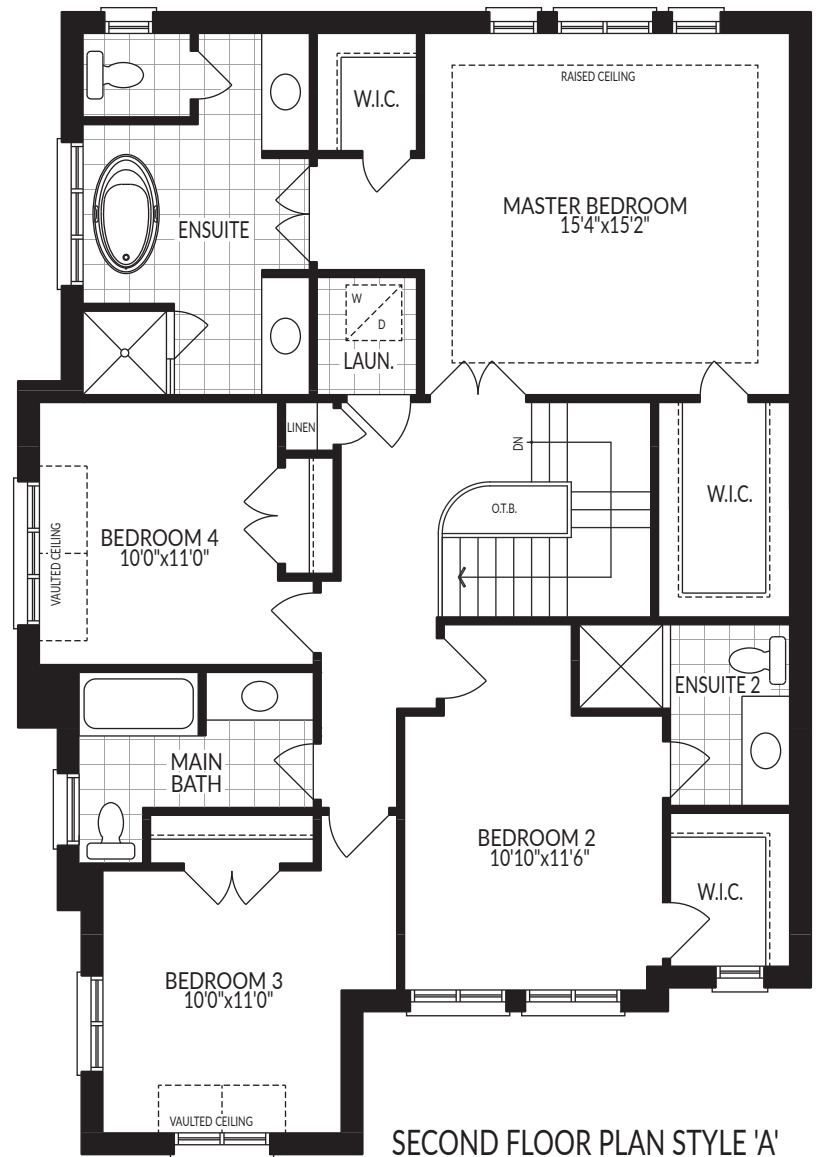 RAISED CEILING
W.I.C.
MASTER BEDROOM
15'4"x15'2"
ENSUITE
W
D
LAUN.
LINEN
DN
W.I.C.
O.T.B.
BEDROOM 4
10'0"x11'0"
VAULTED CEILING
ENSUITE 2
MAIN
BATH
BEDROOM 2
10'10"x11'6"
W.I.C.
BEDROOM 3
10'0"x11'0"
VAULTED CEILING
SECOND FLOOR PLAN STYLE 'A'